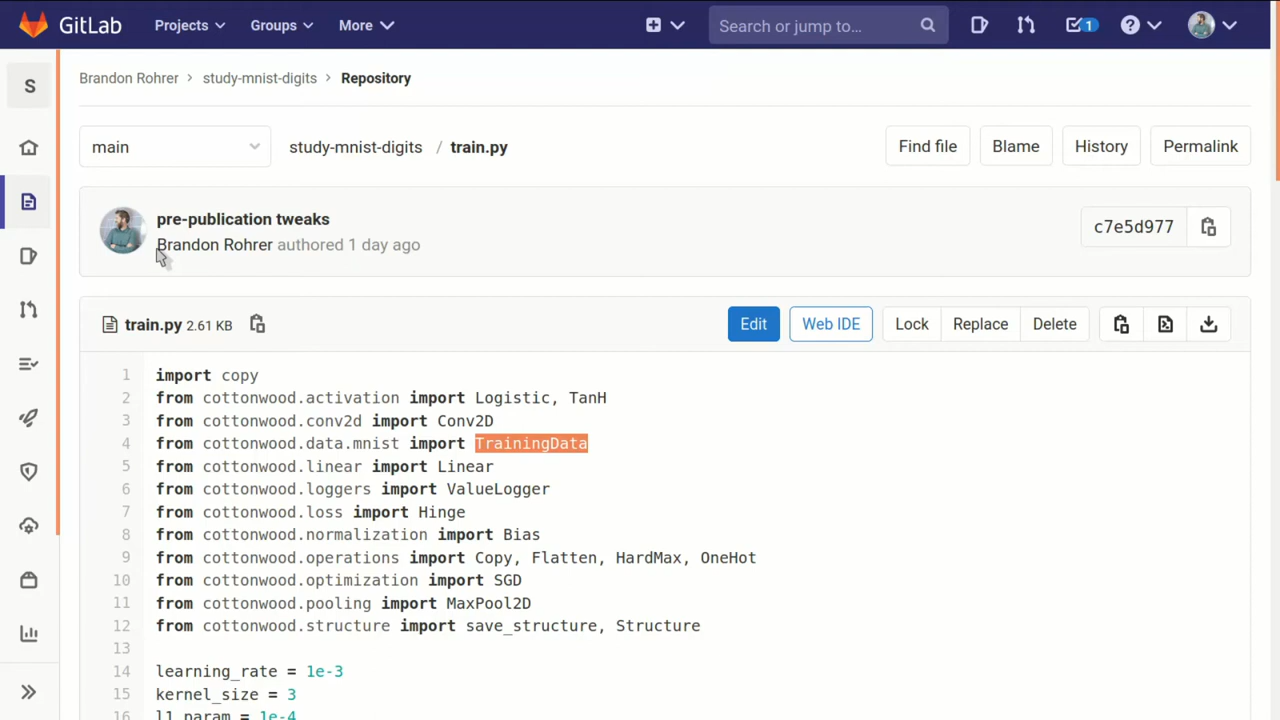 GitLab Projects Groups More Search or jump to... 1
S
Brandon Rohrer > study-mnist-digits > Repository
main study-mnist-digits / train.py Find file Blame History Permalink
pre-publication tweaks
Brandon Rohrer authored 1 day ago
c7e5d977
train.py 2.61 KB Edit Web IDE Lock Replace Delete
1 import copy
2 from cottonwood.activation import Logistic, TanH
3 from cottonwood.conv2d import Conv2D
4 from cottonwood.data.mnist import TrainingData
5 from cottonwood.linear import Linear
6 from cottonwood.loggers import ValueLogger
7 from cottonwood.loss import Hinge
8 from cottonwood.normalization import Bias
9 from cottonwood.operations import Copy, Flatten, HardMax, OneHot
10 from cottonwood.optimization import SGD
11 from cottonwood.pooling import MaxPool2D
12 from cottonwood.structure import save_structure, Structure
13
14 learning_rate = 1e-3
15 kernel_size = 3
16 l1_param = 1e-4